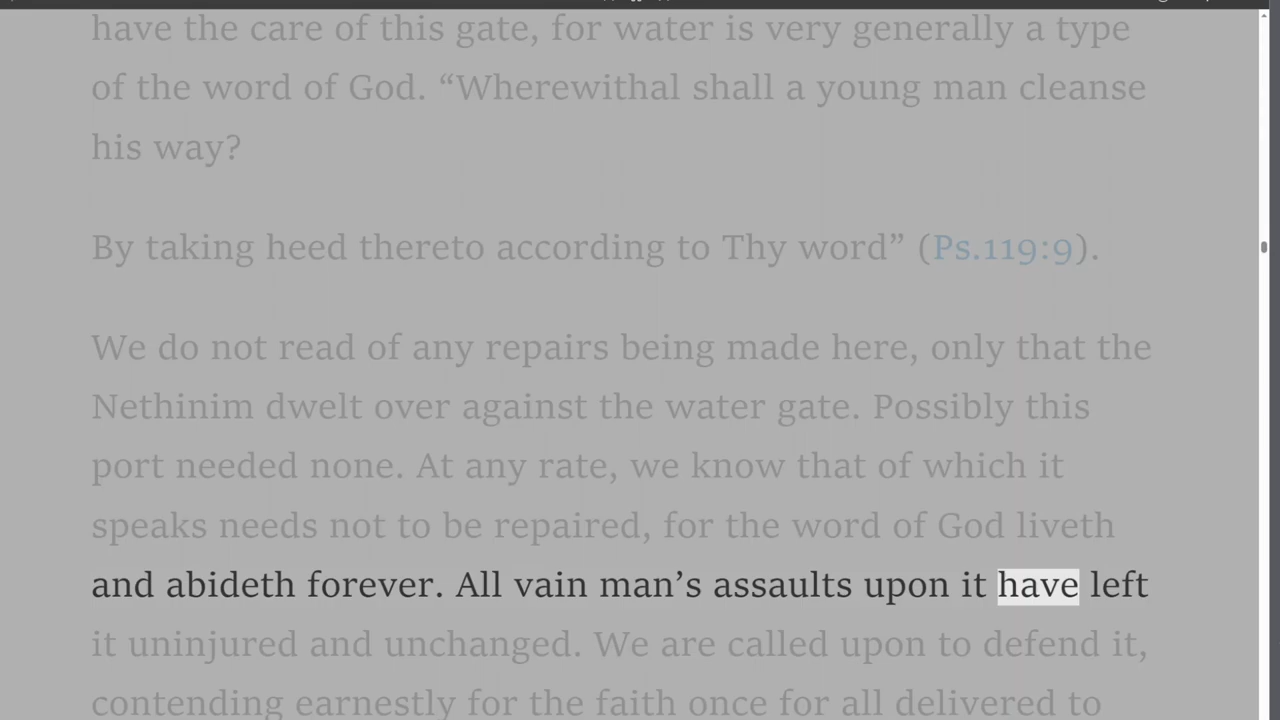 have the care of this gate, for water is very generally a type
of the word of God. “Wherewithal shall a young man cleanse
his way?
By taking heed thereto according to Thy word” (Ps.119:9).
We do not read of any repairs being made here, only that the
Nethinim dwelt over against the water gate. Possibly this
port needed none. At any rate, we know that of which it
speaks needs not to be repaired, for the word of God liveth
and abideth forever. All vain man’s assaults upon it have left
it uninjured and unchanged. We are called upon to defend it,
contending earnestly for the faith once for all delivered to